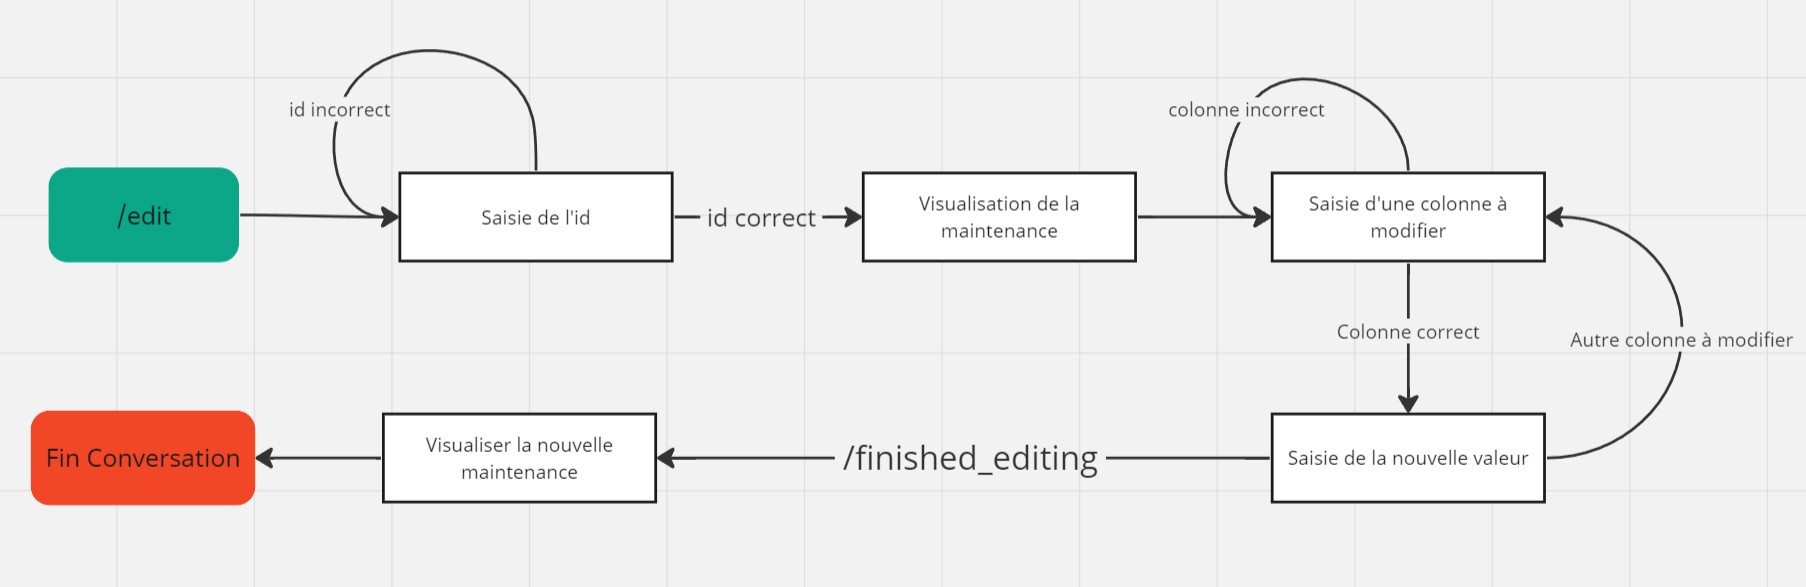 id incorrect
colonne incorrect
/edit
Saisie de l'id
id correct
Visualisation de la
maintenance
Saisie d'une colonne à
modifier
Colonne correct
Autre colonne à modifier
Fin Conversation
Visualiser la nouvelle
maintenance
/finished_editing
Saisie de la nouvelle valeur